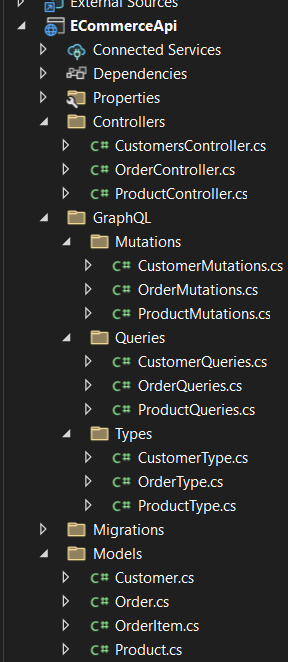 External Sources
ECommerceApi
Connected Services
Dependencies
Properties
Controllers
C# CustomersController.cs
C# OrderController.cs
C# ProductController.cs
GraphQL
Mutations
C# CustomerMutations.cs
C# OrderMutations.cs
C# ProductMutations.cs
Queries
C# CustomerQueries.cs
C# OrderQueries.cs
C# ProductQueries.cs
Types
C# CustomerType.cs
C# OrderType.cs
C# ProductType.cs
Migrations
Models
C# Customer.cs
C# Order.cs
C# OrderItem.cs
C# Product.cs